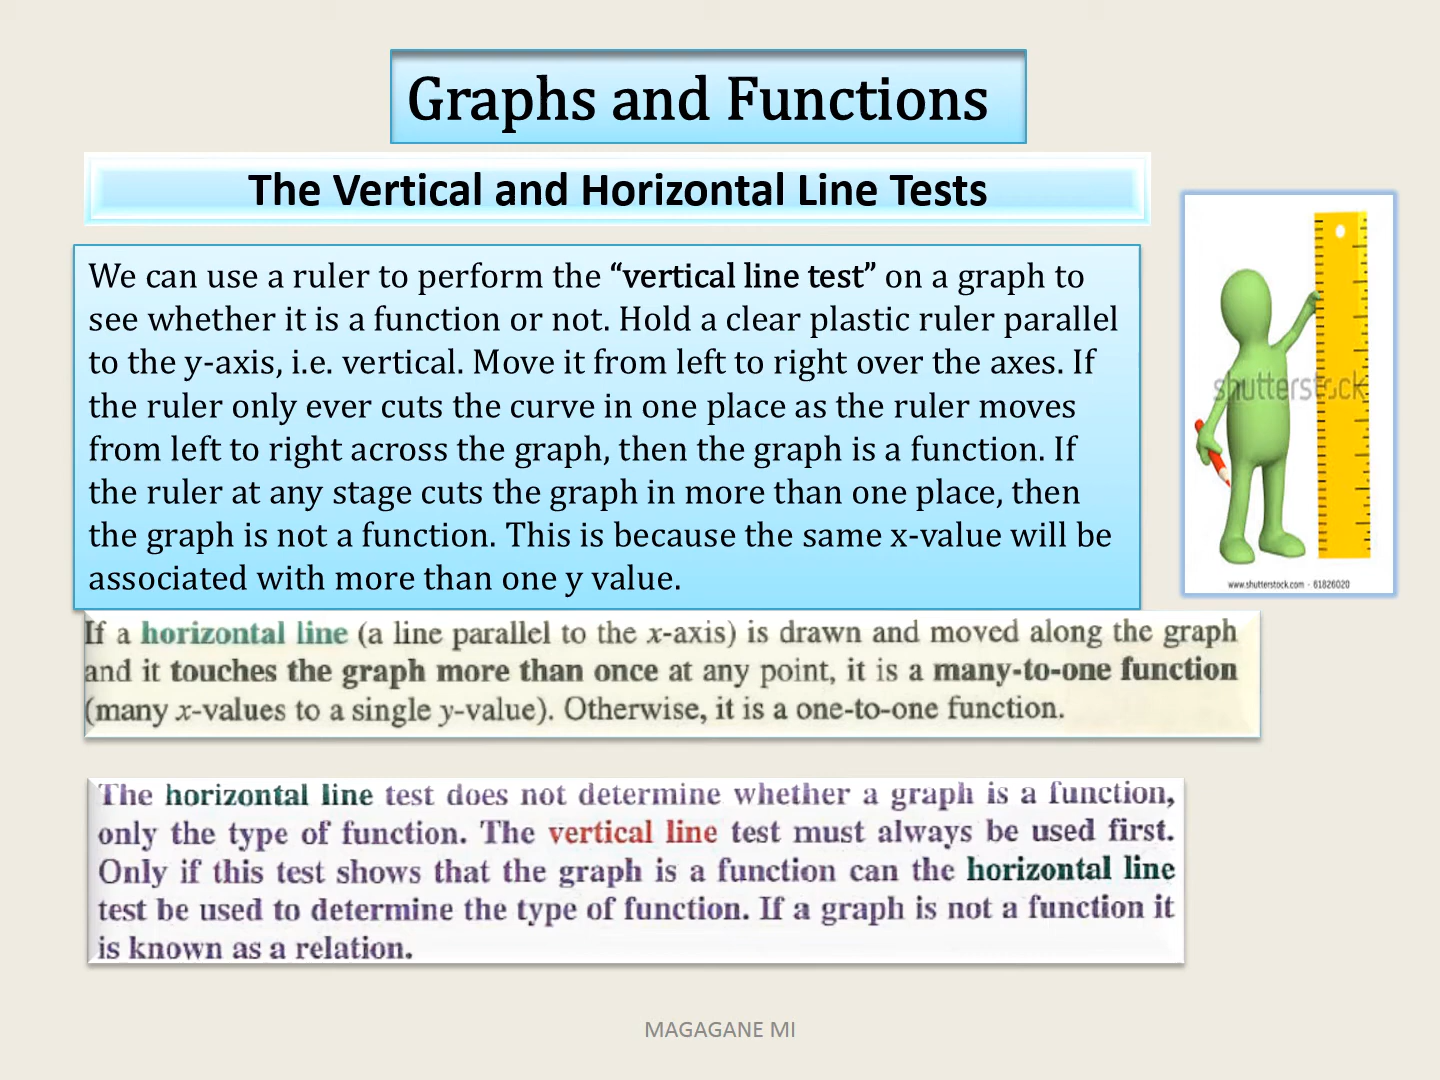 Graphs and Functions
The Vertical and Horizontal Line Tests
We can use a ruler to perform the “vertical line test” on a graph to
see whether it is a function or not. Hold a clear plastic ruler parallel
to the y-axis, i.e. vertical. Move it from left to right over the axes. If
the ruler only ever cuts the curve in one place as the ruler moves
from left to right across the graph, then the graph is a function. If
the ruler at any stage cuts the graph in more than one place, then
the graph is not a function. This is because the same x-value will be
associated with more than one y value.
shutterstock
www.shutterstock.com · 61826020
If a horizontal line (a line parallel to the x-axis) is drawn and moved along the graph
and it touches the graph more than once at any point, it is a many-to-one function
(many x-values to a single y-value). Otherwise, it is a one-to-one function.
The horizontal line test does not determine whether a graph is a function,
only the type of function. The vertical line test must always be used first.
Only if this test shows that the graph is a function can the horizontal line
test be used to determine the type of function. If a graph is not a function it
is known as a relation.
MAGAGANE MI